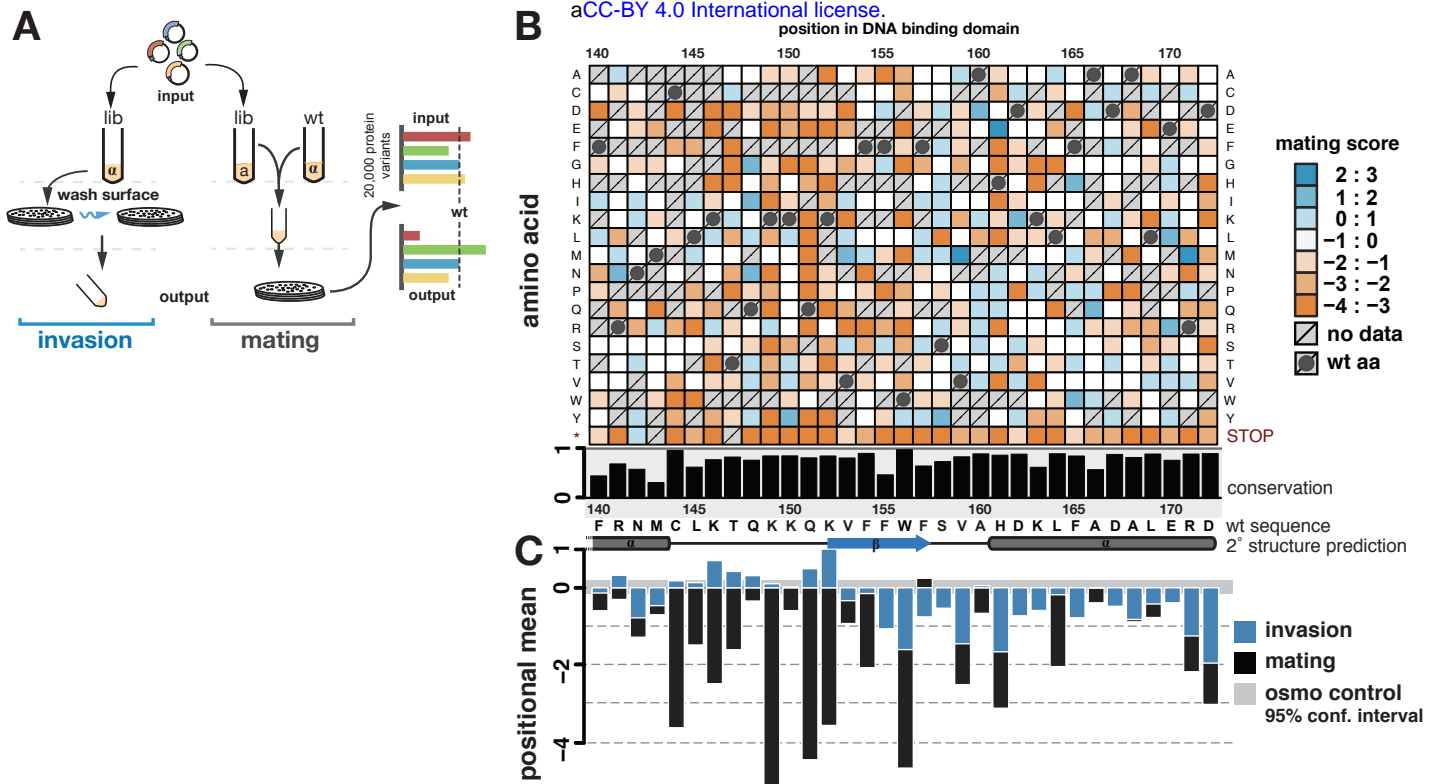 aCC-BY 4.0 International license.
A
input
lib
lib
wt
α
a
α
wash surface
output
invasion
mating
20,000 protein
variants
input
wt
output
B
position in DNA binding domain
140 145 150 155 160 165 170
amino acid
A A
C C
D D
E E
F F
G G
H H
I I
K K
L L
M M
N N
P P
Q Q
R R
S S
T T
V V
W W
Y Y
* STOP
mating score
2 : 3
1 : 2
0 : 1
−1 : 0
−2 : −1
−3 : −2
−4 : −3
no data
wt aa
1
0
conservation
140 145 150 155 160 165 170
F R N M C L K T Q K K Q K V F F W F S V A H D K L F A D A L E R D wt sequence
α β α 2° structure prediction
C
positional mean
1
0
−2
−4
invasion
mating
osmo control
95% conf. interval